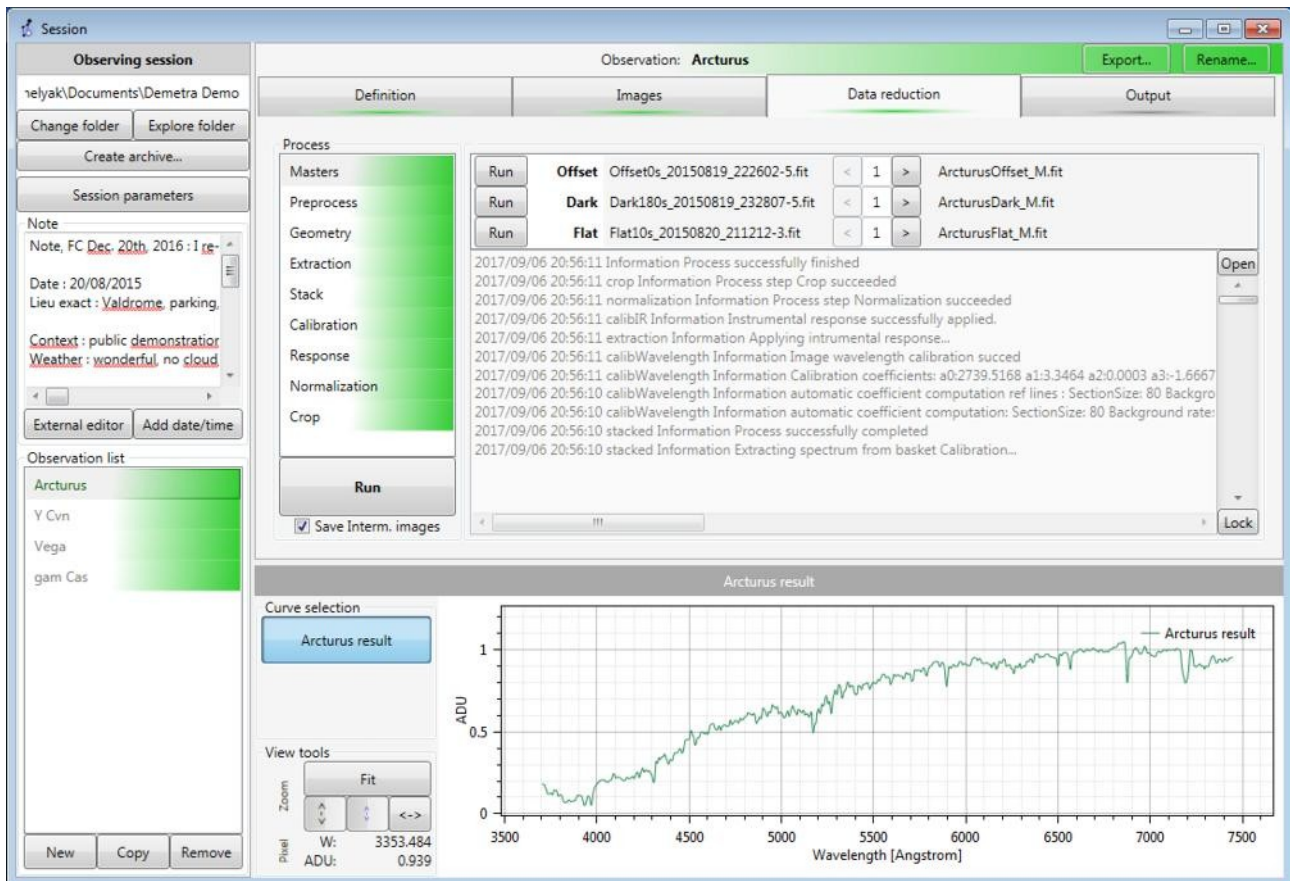 Session
Observing session
nelyak\Documents\Demetra Demo
Change folder Explore folder
Create archive...
Session parameters
Note
Note, FC Dec. 20th, 2016 : I re-
Date : 20/08/2015
Lieu exact : Valdrome, parking,
Context : public demonstration
Weather : wonderful, no cloud,
External editor Add date/time
Observation list
Arcturus
Y Cvn
Vega
gam Cas
New Copy Remove
Observation: Arcturus Export... Rename...
Definition Images Data reduction Output
Process
Masters
Preprocess
Geometry
Extraction
Stack
Calibration
Response
Normalization
Crop
Run
Save Interm. images
Run Offset Offset0s_20150819_222602-5.fit < 1 > ArcturusOffset_M.fit
Run Dark Dark180s_20150819_232807-5.fit < 1 > ArcturusDark_M.fit
Run Flat Flat10s_20150820_211212-3.fit < 1 > ArcturusFlat_M.fit
2017/09/06 20:56:11 Information Process successfully finished
2017/09/06 20:56:11 crop Information Process step Crop succeeded
2017/09/06 20:56:11 normalization Information Process step Normalization succeeded
2017/09/06 20:56:11 calibIR Information Instrumental response successfully applied.
2017/09/06 20:56:11 extraction Information Applying intrumental response...
2017/09/06 20:56:11 calibWavelength Information Image wavelength calibration succed
2017/09/06 20:56:11 calibWavelength Information Calibration coefficients: a0:2739.5168 a1:3.3464 a2:0.0003 a3:-1.6667
2017/09/06 20:56:10 calibWavelength Information automatic coefficient computation ref lines : SectionSize: 80 Backgro
2017/09/06 20:56:10 calibWavelength Information automatic coefficient computation: SectionSize: 80 Background rate:
2017/09/06 20:56:10 stacked Information Process successfully completed
2017/09/06 20:56:10 stacked Information Extracting spectrum from basket Calibration...
Open
Lock
Arcturus result
Curve selection
Arcturus result
View tools
Zoom
Fit
<-> <-> <->
Pixel
W: 3353.484
ADU: 0.939
Arcturus result
ADU
1
0.5
0
3500 4000 4500 5000 5500 6000 6500 7000 7500
Wavelength [Angstrom]